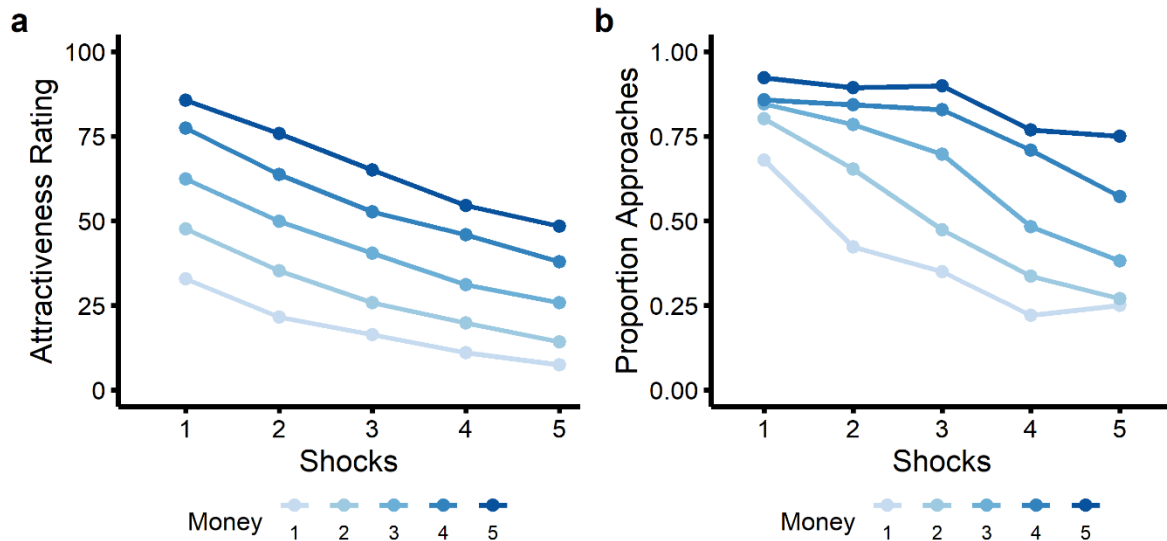 a
100
75
50
25
0
Attractiveness Rating
1 2 3 4 5
Shocks
Money
1 2 3 4 5
b
1.00
0.75
0.50
0.25
0.00
Proportion Approaches
1 2 3 4 5
Shocks
Money
1 2 3 4 5